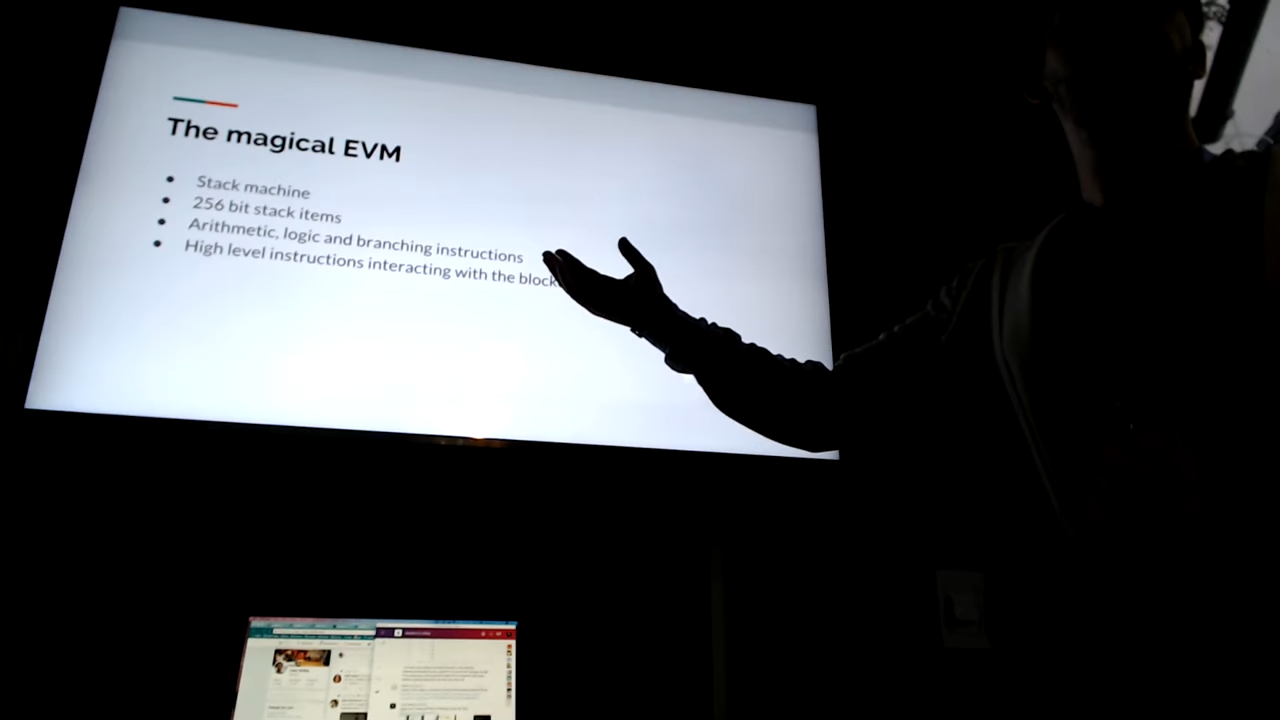 The magical EVM
Stack machine
256 bit stack items
Arithmetic, logic and branching instructions
High level instructions interacting with the block